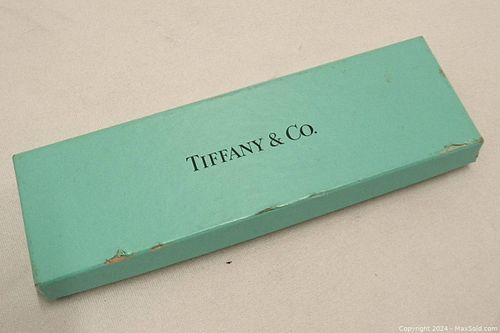 TIFFANY & CO.
Copyright 2024 - MaxSold.com